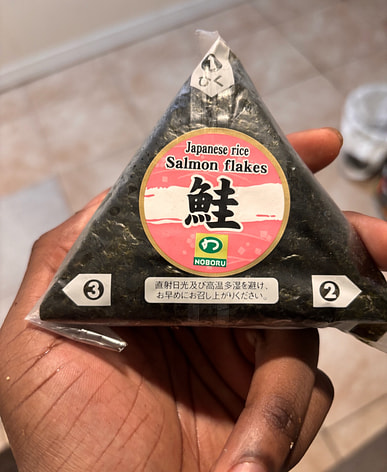 ①
ひく
Japanese rice
Salmon flakes
鮭
NOBORU
3
2
直射日光及び高温多湿を避け、
お早めにお召し上がりください。